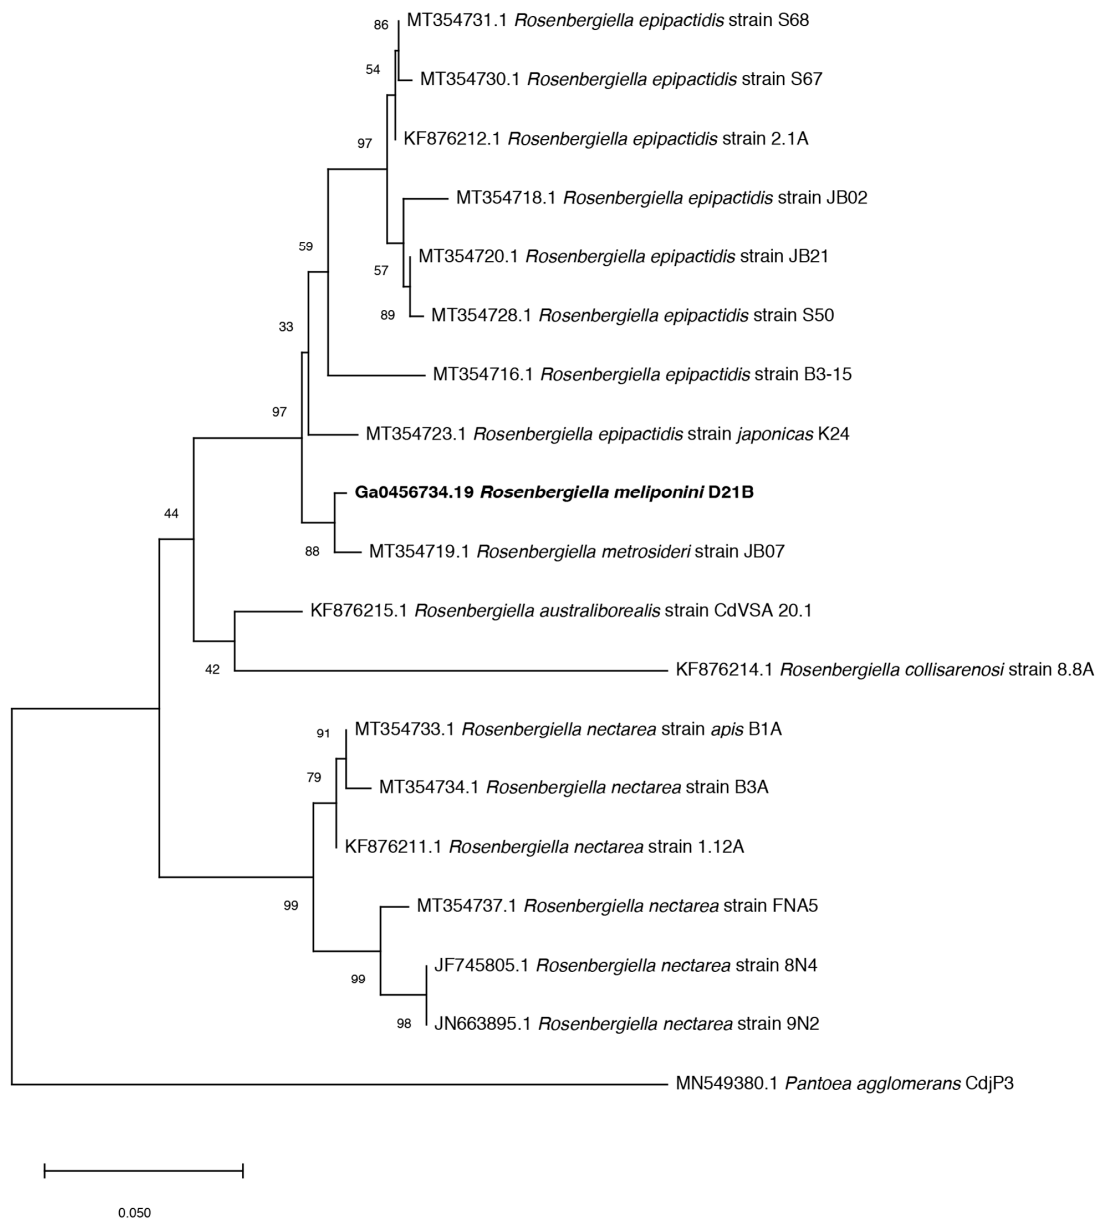 86
MT354731.1 Rosenbergiella epipactidis strain S68
54
MT354730.1 Rosenbergiella epipactidis strain S67
97
KF876212.1 Rosenbergiella epipactidis strain 2.1A
MT354718.1 Rosenbergiella epipactidis strain JB02
59
MT354720.1 Rosenbergiella epipactidis strain JB21
57
89
MT354728.1 Rosenbergiella epipactidis strain S50
33
MT354716.1 Rosenbergiella epipactidis strain B3-15
97
MT354723.1 Rosenbergiella epipactidis strain japonicas K24
Ga0456734.19 Rosenbergiella meliponini D21B
44
88
MT354719.1 Rosenbergiella metrosideri strain JB07
KF876215.1 Rosenbergiella australiborealis strain CdVSA 20.1
42
KF876214.1 Rosenbergiella collisarenosi strain 8.8A
91
MT354733.1 Rosenbergiella nectarea strain apis B1A
79
MT354734.1 Rosenbergiella nectarea strain B3A
KF876211.1 Rosenbergiella nectarea strain 1.12A
99
MT354737.1 Rosenbergiella nectarea strain FNA5
99
JF745805.1 Rosenbergiella nectarea strain 8N4
98
JN663895.1 Rosenbergiella nectarea strain 9N2
MN549380.1 Pantoea agglomerans CdjP3
0.050